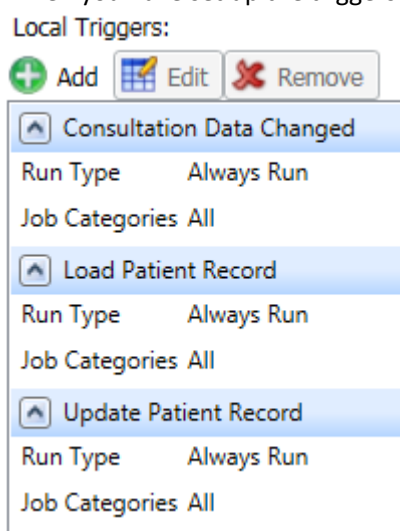 Local Triggers:
Add Edit Remove
Consultation Data Changed
Run Type Always Run
Job Categories All
Load Patient Record
Run Type Always Run
Job Categories All
Update Patient Record
Run Type Always Run
Job Categories All